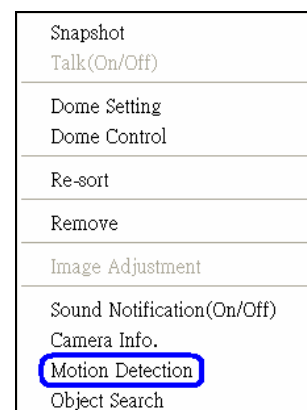 Snapshot
Talk(On/Off)
Dome Setting
Dome Control
Re-sort
Remove
Image Adjustment
Sound Notification(On/Off)
Camera Info.
Motion Detection
Object Search